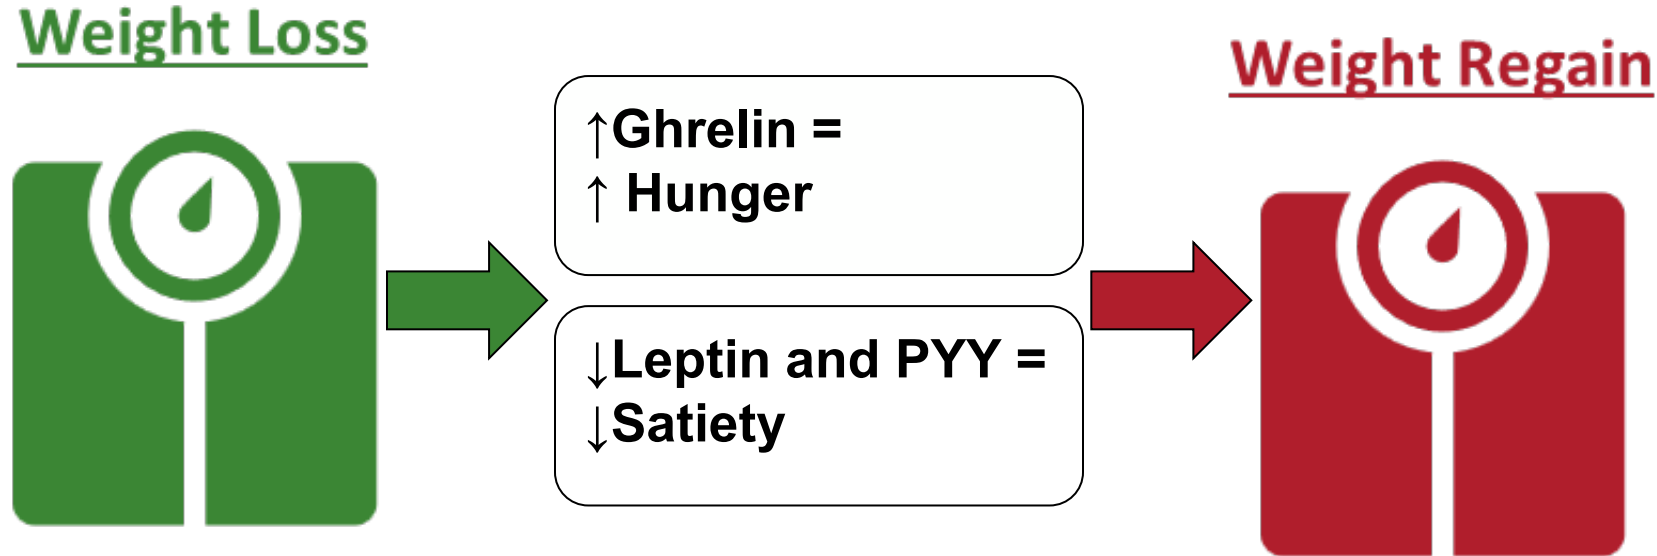 Weight Loss
↑Ghrelin =
↑ Hunger
↓Leptin and PYY =
↓Satiety
Weight Regain